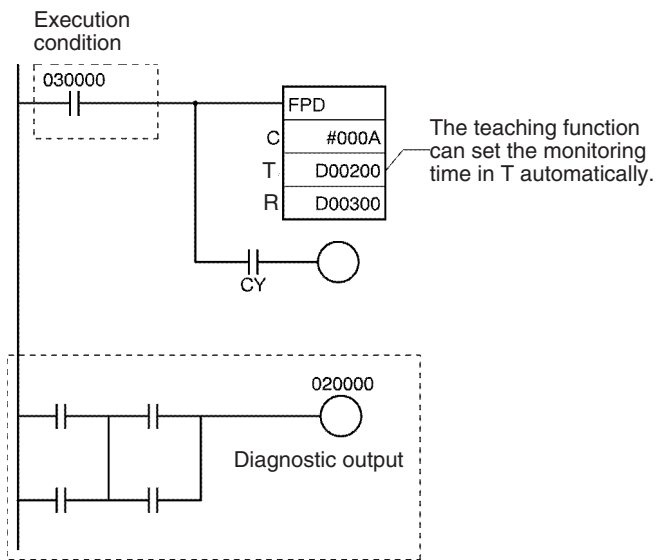 Execution
condition
030000
FPD
C #000A
T D00200
R D00300
The teaching function
can set the monitoring
time in T automatically.
CY
020000
Diagnostic output